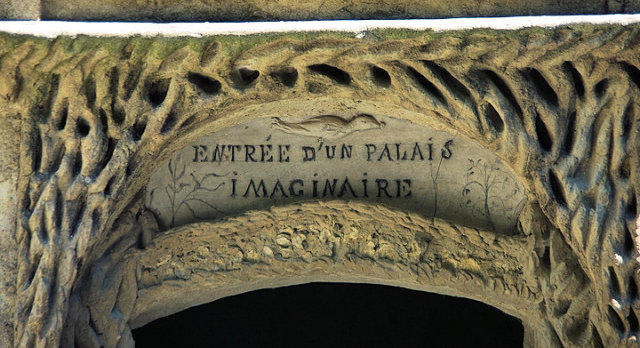 ENTRÉE D'UN PALAIS
IMAGINAIRE